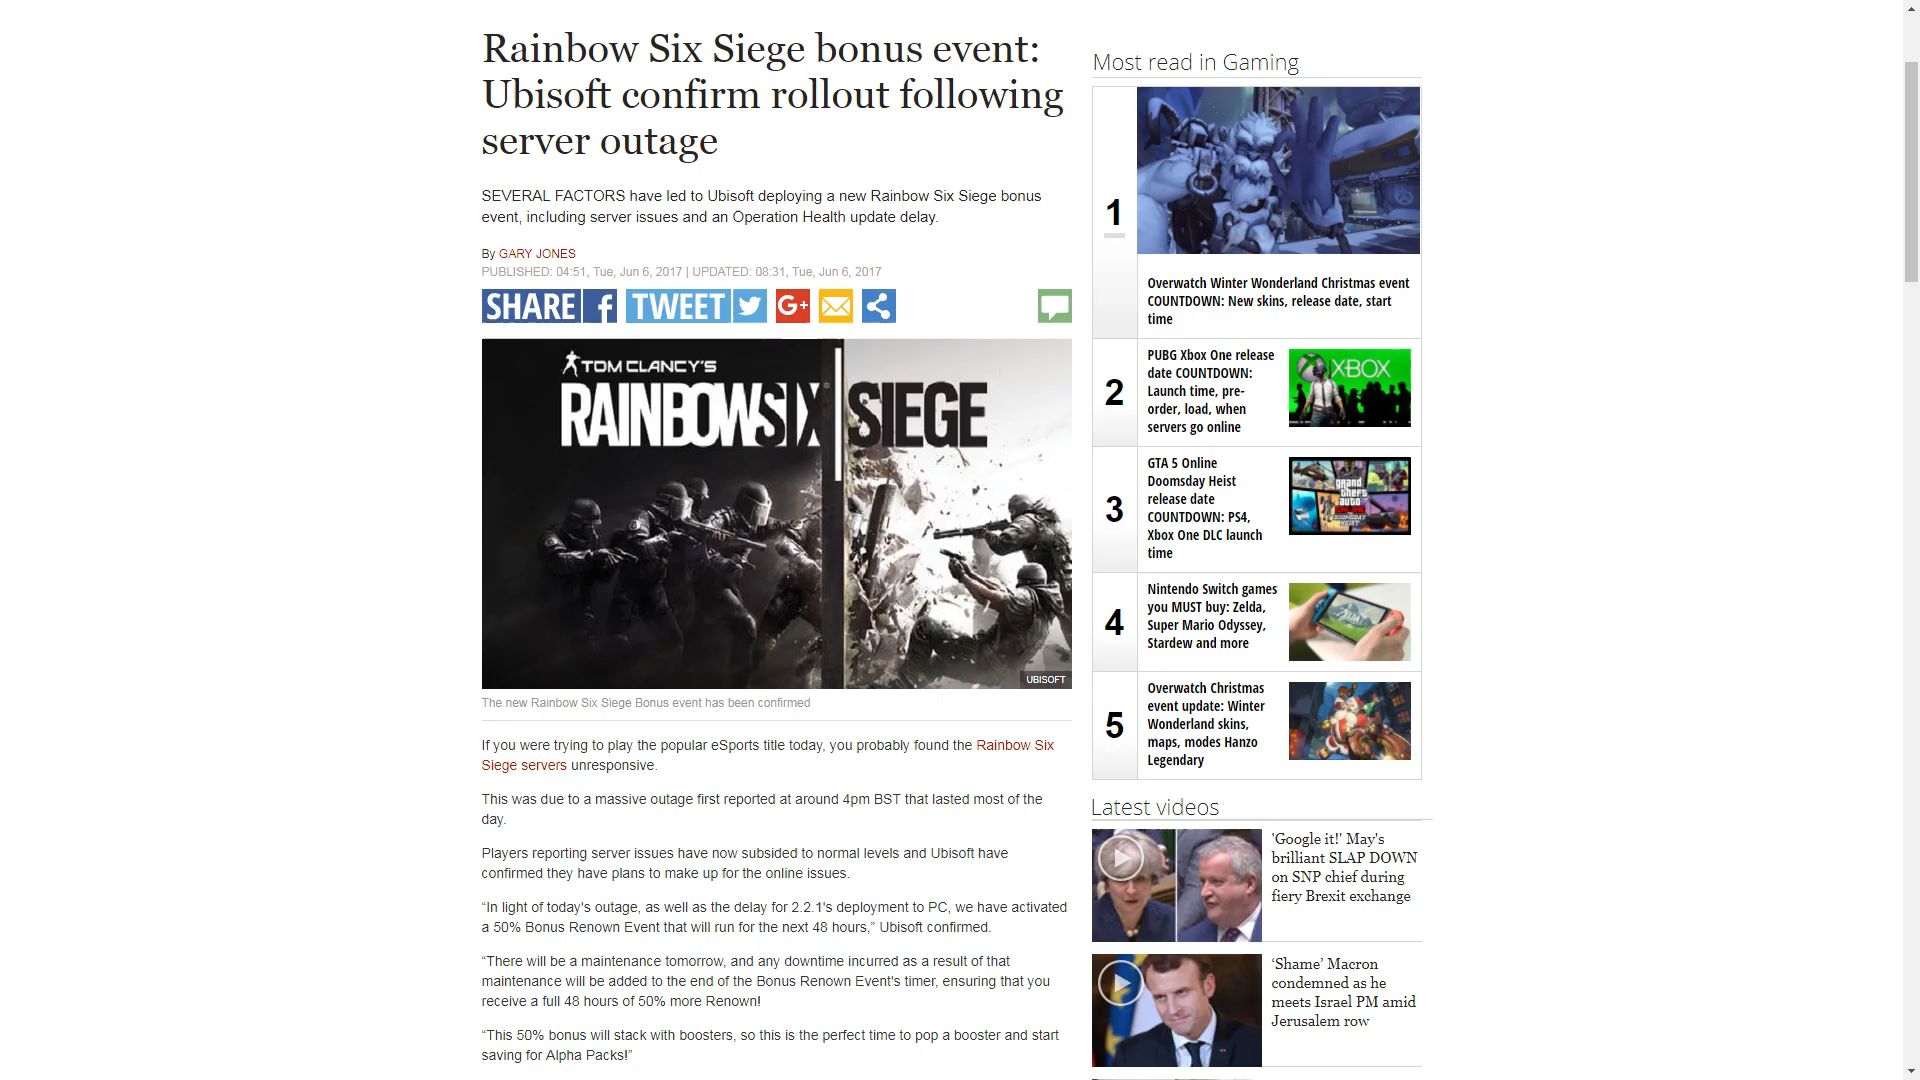 Rainbow Six Siege bonus event:
Ubisoft confirm rollout following
server outage
SEVERAL FACTORS have led to Ubisoft deploying a new Rainbow Six Siege bonus
event, including server issues and an Operation Health update delay.
By GARY JONES
PUBLISHED: 04:51, Tue, Jun 6, 2017 | UPDATED: 08:31, Tue, Jun 6, 2017
SHARE f TWEET G+
TOM CLANCY'S
RAINBOWSIX SIEGE
UBISOFT
The new Rainbow Six Siege Bonus event has been confirmed
If you were trying to play the popular eSports title today, you probably found the Rainbow Six
Siege servers unresponsive.
This was due to a massive outage first reported at around 4pm BST that lasted most of the
day.
Players reporting server issues have now subsided to normal levels and Ubisoft have
confirmed they have plans to make up for the online issues.
“In light of today's outage, as well as the delay for 2.2.1's deployment to PC, we have activated
a 50% Bonus Renown Event that will run for the next 48 hours,” Ubisoft confirmed.
“There will be a maintenance tomorrow, and any downtime incurred as a result of that
maintenance will be added to the end of the Bonus Renown Event's timer, ensuring that you
receive a full 48 hours of 50% more Renown!
“This 50% bonus will stack with boosters, so this is the perfect time to pop a booster and start
saving for Alpha Packs!”
Most read in Gaming
1
Overwatch Winter Wonderland Christmas event
COUNTDOWN: New skins, release date, start
time
2
PUBG Xbox One release
date COUNTDOWN:
Launch time, pre-
order, load, when
servers go online
XBOX
3
GTA 5 Online
Doomsday Heist
release date
COUNTDOWN: PS4,
Xbox One DLC launch
time
grand
theft
auto
4
Nintendo Switch games
you MUST buy: Zelda,
Super Mario Odyssey,
Stardew and more
5
Overwatch Christmas
event update: Winter
Wonderland skins,
maps, modes Hanzo
Legendary
Latest videos
'Google it!' May's
brilliant SLAP DOWN
on SNP chief during
fiery Brexit exchange
‘Shame’ Macron
condemned as he
meets Israel PM amid
Jerusalem row